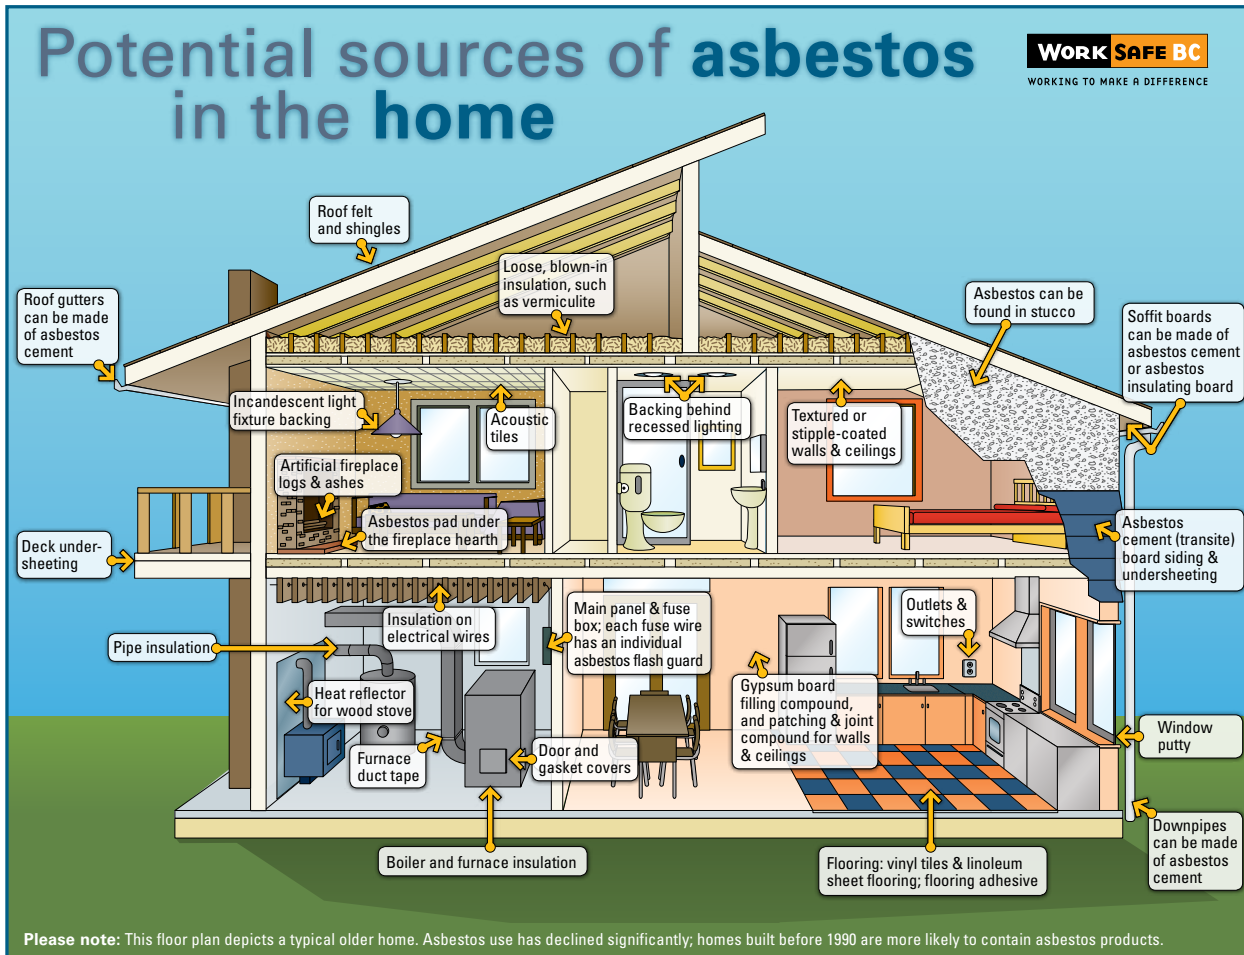 Potential sources of asbestos
in the home
WORK SAFE BC
WORKING TO MAKE A DIFFERENCE
Roof felt
and shingles
Loose, blown-in
insulation, such
as vermiculite
Asbestos can be
found in stucco
Roof gutters
can be made
of asbestos
cement
Soffit boards
can be made of
asbestos cement
or asbestos
insulating board
Incandescent light
fixture backing
Acoustic
tiles
Backing behind
recessed lighting
Textured or
stipple-coated
walls & ceilings
Artificial fireplace
logs & ashes
Asbestos pad under
the fireplace hearth
Deck under-
sheeting
Asbestos
cement (transite)
board siding &
undersheeting
Insulation on
electrical wires
Main panel & fuse
box; each fuse wire
has an individual
asbestos flash guard
Outlets &
switches
Pipe insulation
Heat reflector
for wood stove
Gypsum board
filling compound,
and patching & joint
compound for walls
& ceilings
Window
putty
Furnace
duct tape
Door and
gasket covers
Boiler and furnace insulation
Flooring: vinyl tiles & linoleum
sheet flooring; flooring adhesive
Downpipes
can be made
of asbestos
cement
Please note: This floor plan depicts a typical older home. Asbestos use has declined significantly; homes built before 1990 are more likely to contain asbestos products.